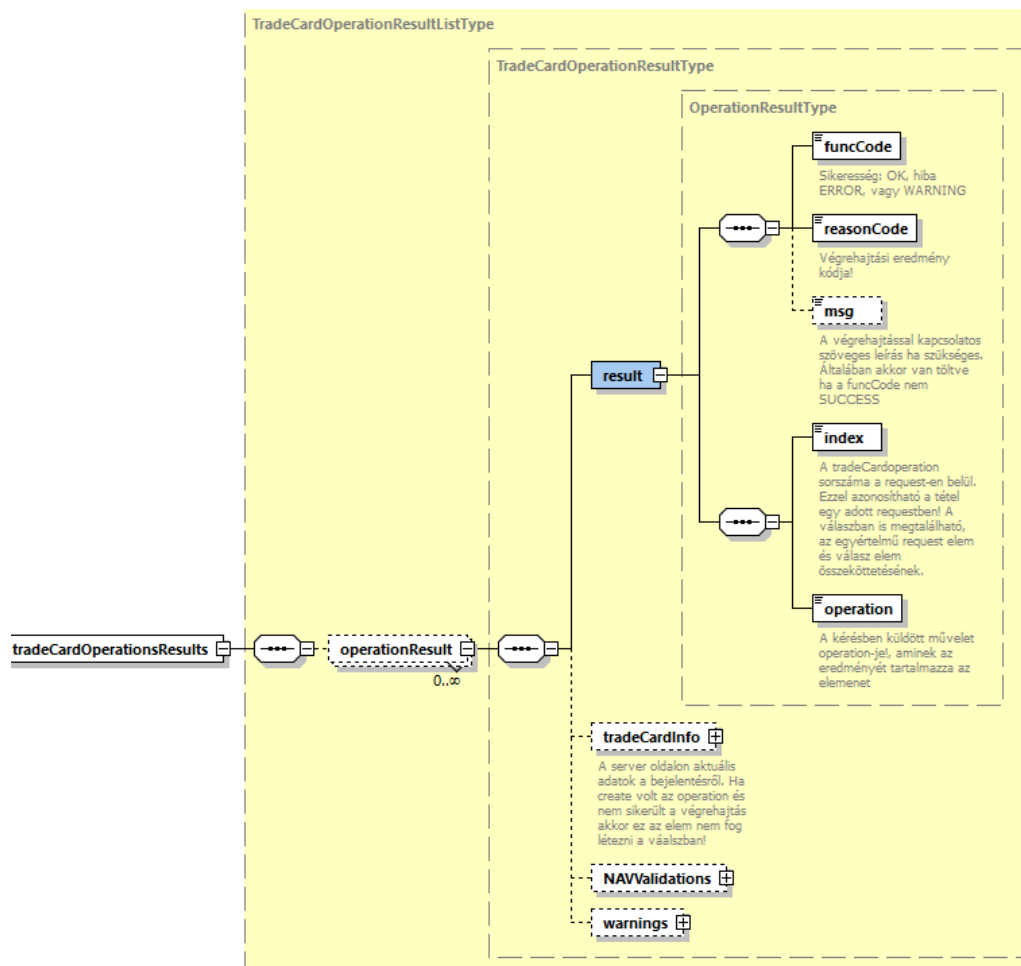 TradeCardOperationResultListType
TradeCardOperationResultType
OperationResultType
funcCode
Sikeresség: OK, hiba
ERROR, vagy WARNING
reasonCode
Végrehajtási eredmény
kódja!
msg
A végrehajtással kapcsolatos
szöveges leírás ha szükséges.
Általában akkor van töltve
ha a funcCode nem
SUCCESS
result
index
A tradeCardoperation
sorszáma a request-en belül.
Ezzel azonosítható a tétel
egy adott requestben! A
válaszban is megtalálható,
az egyértelmű request elem
és válasz elem
összeköttetésének.
operation
A kérésben küldött művelet
operation-je!, aminek az
eredményét tartalmazza az
elemenet
tradeCardOperationsResults
operationResult
0..∞
tradeCardInfo
A server oldalon aktuális
adatok a bejelentésről. Ha
create volt az operation és
nem sikerült a végrehajtás
akkor ez az elem nem fog
létezni a váalszban!
NAVValidations
warnings